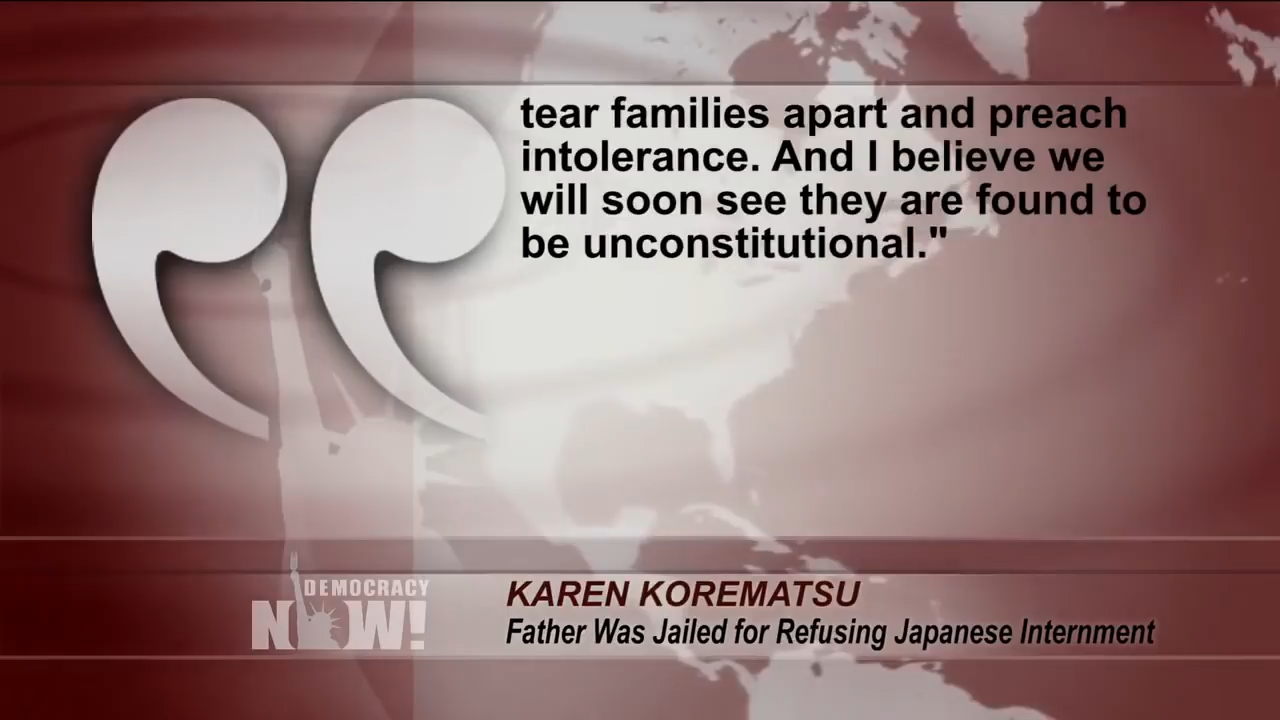 tear families apart and preach
intolerance. And I believe we
will soon see they are found to
be unconstitutional."
DEMOCRACY
NOW!
KAREN KOREMATSU
Father Was Jailed for Refusing Japanese Internment